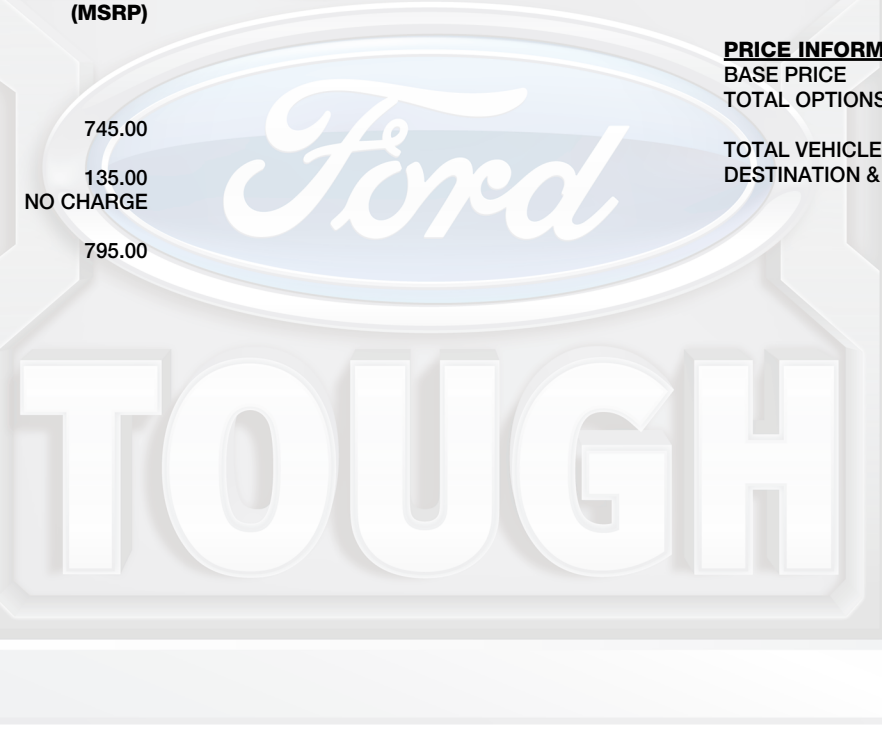 (MSRP)
745.00
135.00
NO CHARGE
795.00
PRICE INFORM
BASE PRICE
TOTAL OPTIONS
TOTAL VEHICLE
DESTINATION &
Ford
TOUGH